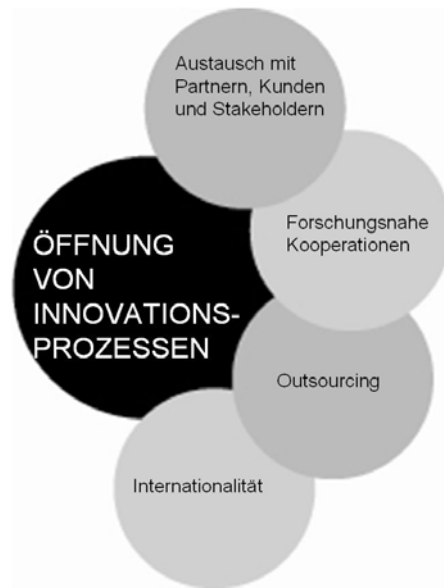 Austausch mit
Partnern, Kunden
und Stakeholdern
Forschungsnahe
Kooperationen
ÖFFNUNG
VON
INNOVATIONS-
PROZESSEN
Outsourcing
Internationalität